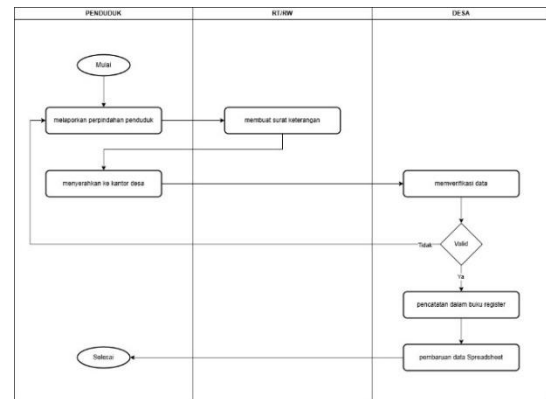 PENDUDUK
RT/RW
DESA
Mulai
melaporkan perpindahan penduduk
membuat surat keterangan
menyerahkan ke kantor desa
memverifikasi data
Valid
Tidak
Ya
pencatatan dalam buku register
pembaruan data Spreadsheet
Selesai